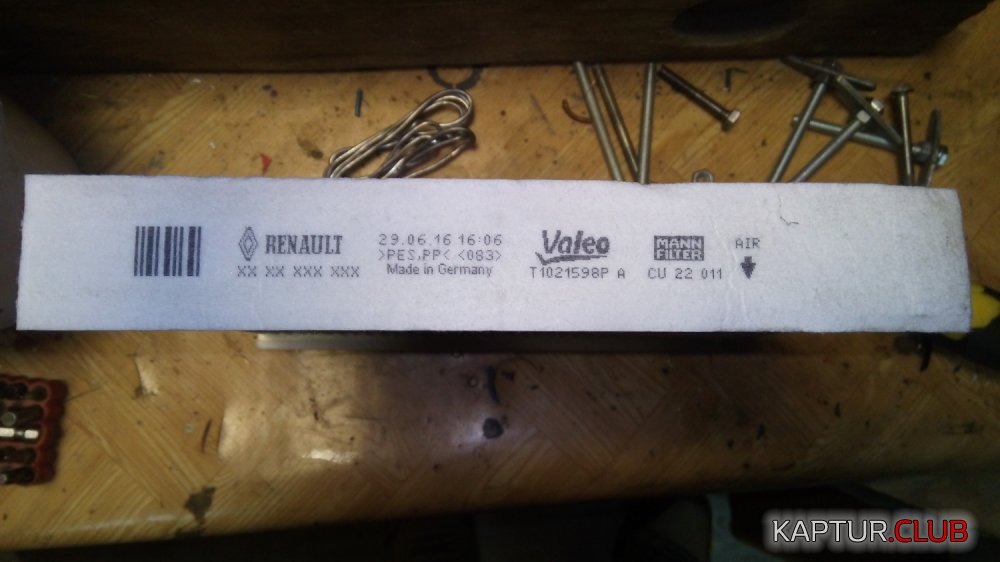 RENAULT
XX XX XXX XXX
29.06.16 16:06
>PES,PP< <083>
Made in Germany
Valeo
T1021598P A
MANN
FILTER
CU 22 011
AIR
KAPTUR.CLUB